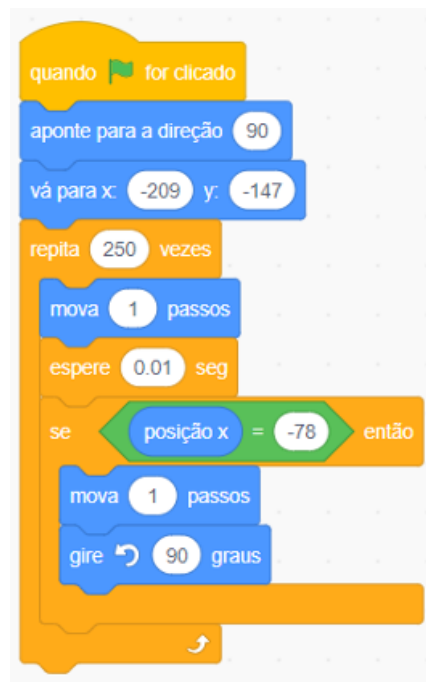 quando for clicado
aponte para a direção 90
vá para x: -209 y: -147
repita 250 vezes
mova 1 passos
espere 0.01 seg
se posição x = -78 então
mova 1 passos
gire 90 graus